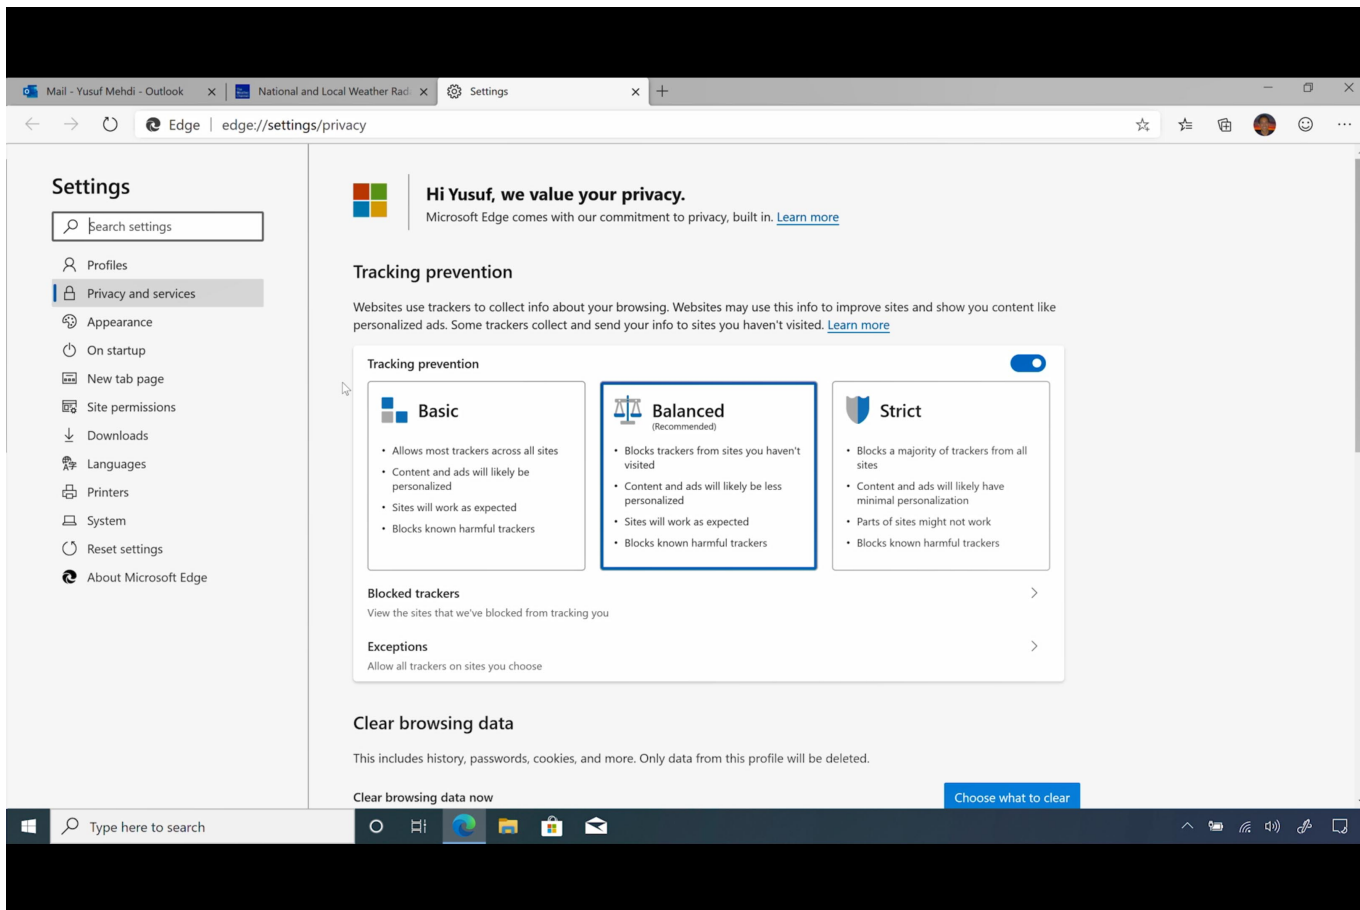 Mail - Yusuf Mehdi - Outlook
National and Local Weather Rad
Settings
Edge
edge://settings/privacy
Settings
Search settings
Profiles
Privacy and services
Appearance
On startup
New tab page
Site permissions
Downloads
Languages
Printers
System
Reset settings
About Microsoft Edge
Hi Yusuf, we value your privacy.
Microsoft Edge comes with our commitment to privacy, built in. Learn more
Tracking prevention
Websites use trackers to collect info about your browsing. Websites may use this info to improve sites and show you content like
personalized ads. Some trackers collect and send your info to sites you haven't visited. Learn more
Tracking prevention
Basic
• Allows most trackers across all sites
• Content and ads will likely be
personalized
• Sites will work as expected
• Blocks known harmful trackers
Balanced
(Recommended)
• Blocks trackers from sites you haven't
visited
• Content and ads will likely be less
personalized
• Sites will work as expected
• Blocks known harmful trackers
Strict
• Blocks a majority of trackers from all
sites
• Content and ads will likely have
minimal personalization
• Parts of sites might not work
• Blocks known harmful trackers
Blocked trackers
View the sites that we've blocked from tracking you
Exceptions
Allow all trackers on sites you choose
Clear browsing data
This includes history, passwords, cookies, and more. Only data from this profile will be deleted.
Clear browsing data now
Choose what to clear
Type here to search